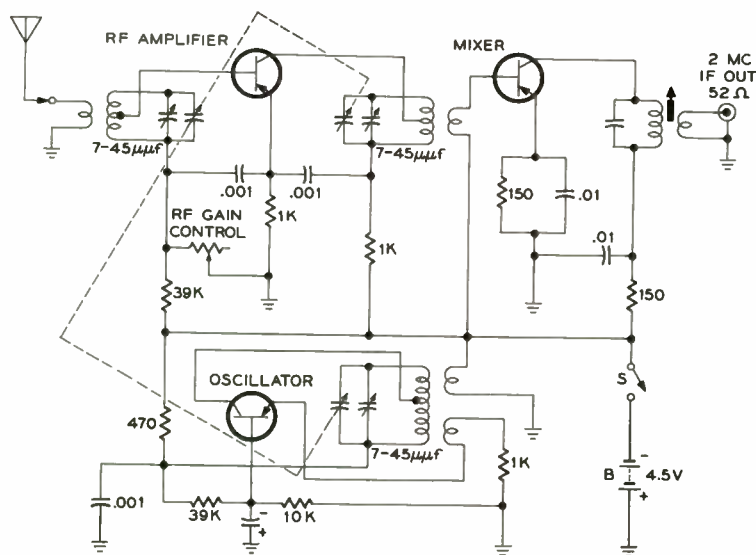 RF AMPLIFIER
MIXER
2 MC
IF OUT
52 Ω
7-45μμf
7-45μμf
.001
.001
150
.01
RF GAIN
CONTROL
1K
1K
.01
39K
150
OSCILLATOR
S
470
7-45μμf
1K
B
-
4.5V
+
.001
39K
-
+
10K